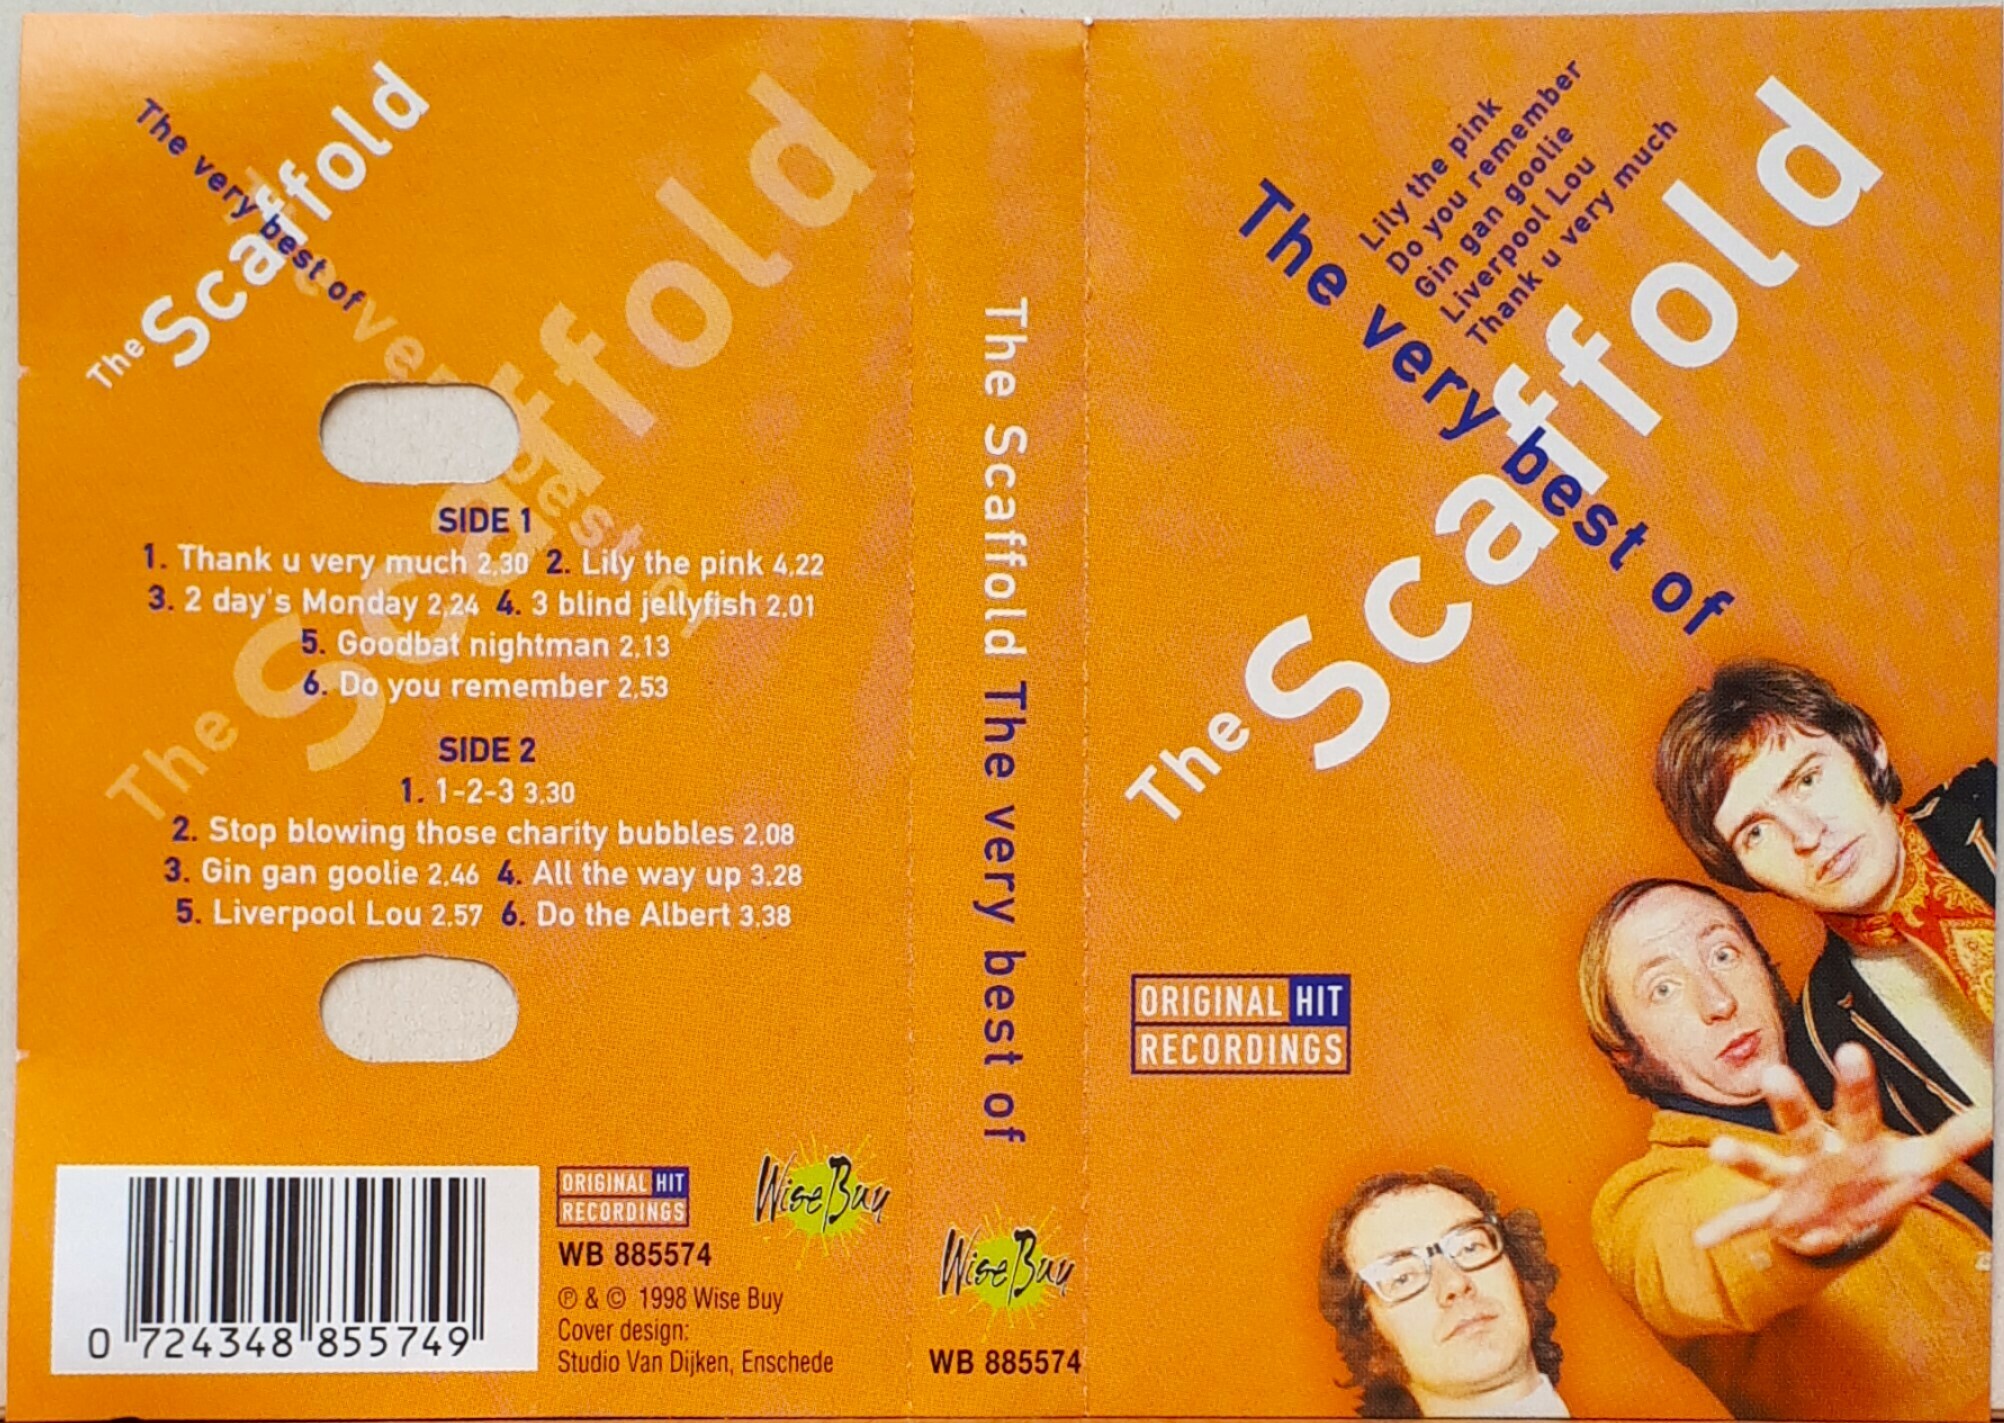 The very best of
The Scaffold
The very best of
The Scaffold
SIDE 1
1. Thank u very much 2.30 2. Lily the pink 4.22
3. 2 day's Monday 2.24 4. 3 blind jellyfish 2.01
5. Goodbat nightman 2.13
6. Do you remember 2.53
SIDE 2
1. 1-2-3 3.30
2. Stop blowing those charity bubbles 2.08
3. Gin gan goolie 2.46 4. All the way up 3.28
5. Liverpool Lou 2.57 6. Do the Albert 3.38
0 724348 855749
ORIGINAL HIT
RECORDINGS
WB 885574
℗ & © 1998 Wise Buy
Cover design:
Studio Van Dijken, Enschede
Wise Buy
The Scaffold The very best of
Wise Buy
WB 885574
Lily the pink
Do you remember
Gin gan goolie
Liverpool Lou
Thank u very much
The very best of
The Scaffold
ORIGINAL HIT
RECORDINGS